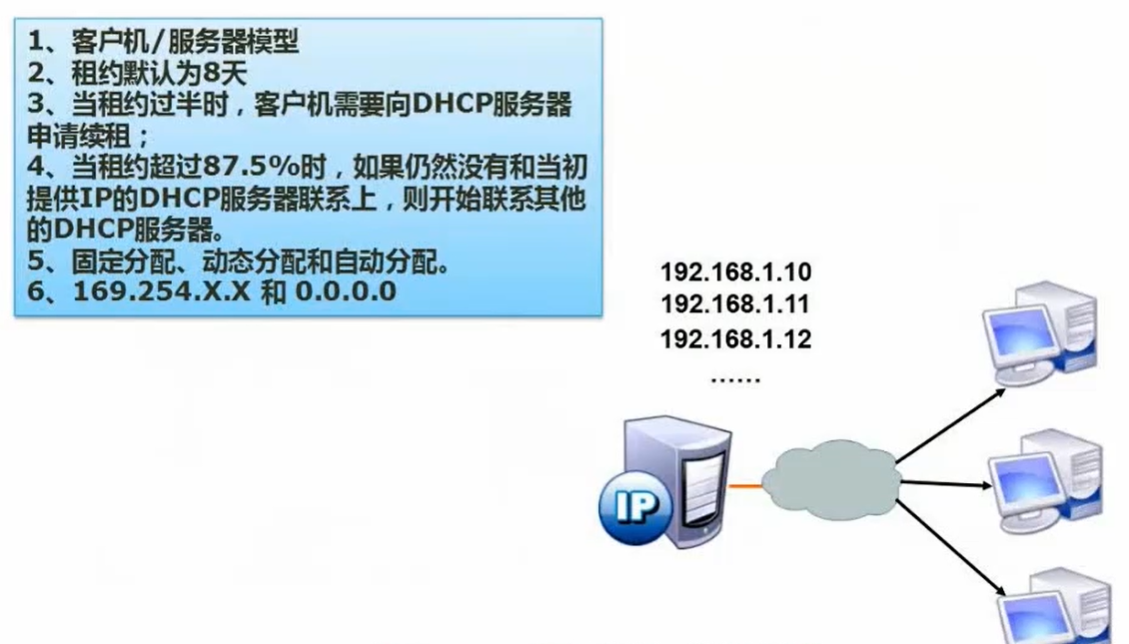 1、客户机/服务器模型
2、租约默认为8天
3、当租约过半时，客户机需要向DHCP服务器
申请续租；
4、当租约超过87.5%时，如果仍然没有和当初
提供IP的DHCP服务器联系上，则开始联系其他
的DHCP服务器。
5、固定分配、动态分配和自动分配。
6、169.254.X.X 和 0.0.0.0
192.168.1.10
192.168.1.11
192.168.1.12
······
IP